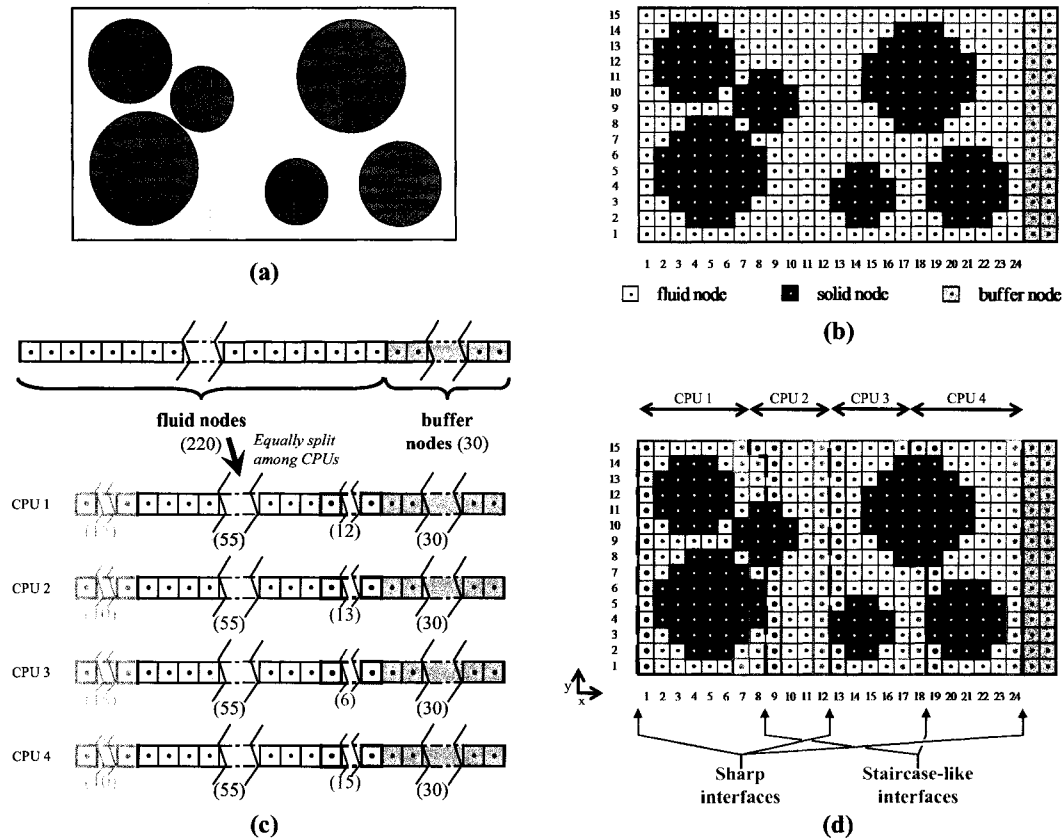 (a)
15
14
13
12
11
10
9
8
7
6
5
4
3
2
1
1 2 3 4 5 6 7 8 9 10 11 12 13 14 15 16 17 18 19 20 21 22 23 24
fluid node solid node buffer node
(b)
fluid nodes
(220)
buffer
nodes (30)
Equally split
among CPUs
CPU 1
(55) (12) (30)
CPU 2
(55) (13) (30)
CPU 3
(55) (6) (30)
CPU 4
(55) (15) (30)
(c)
CPU 1 CPU 2 CPU 3 CPU 4
15
14
13
12
11
10
9
8
7
6
5
4
3
2
1
y
x
1 2 3 4 5 6 7 8 9 10 11 12 13 14 15 16 17 18 19 20 21 22 23 24
Sharp
interfaces
Staircase-like
interfaces
(d)